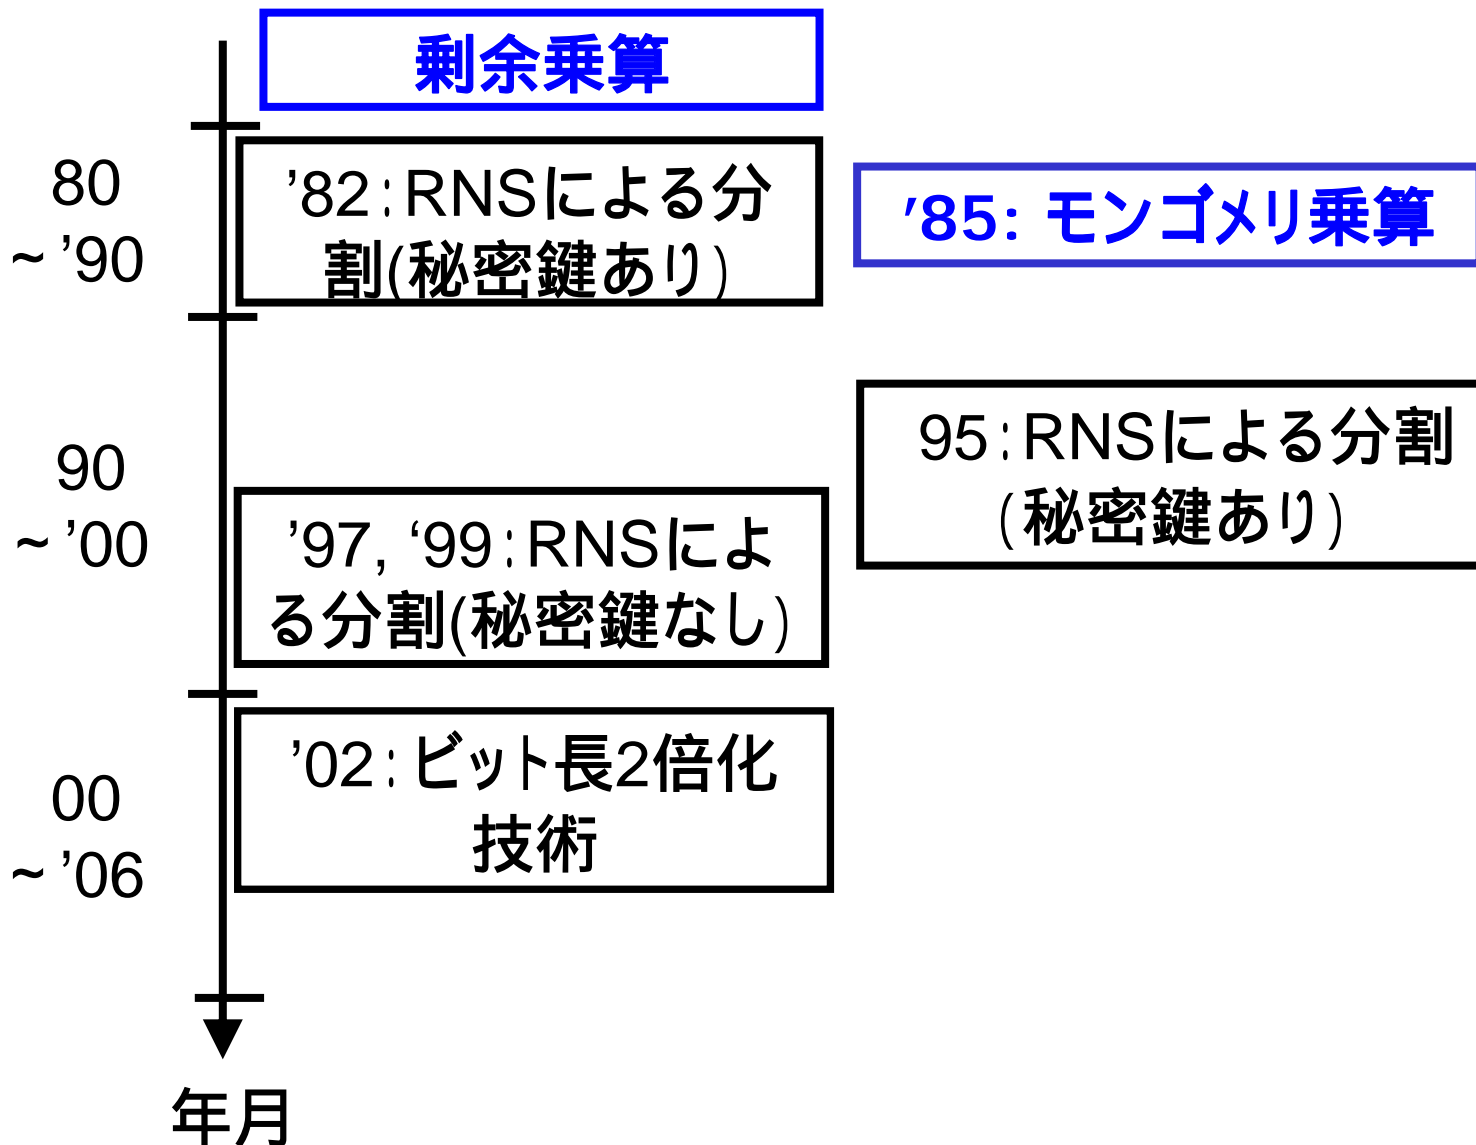 剰余乗算
80
~ ’90
’82:RNSによる分
割(秘密鍵あり)
’85: モンゴメリ乗算
90
~ ’00
95:RNSによる分割
(秘密鍵あり)
’97, ‘99:RNSによ
る分割(秘密鍵なし)
00
~ ’06
’02:ビット長2倍化
技術
年月